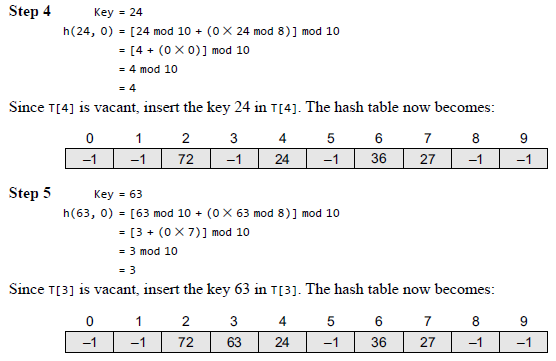 Step 4 Key = 24
h(24, 0) = [24 mod 10 + (0 × 24 mod 8)] mod 10
= [4 + (0 × 0)] mod 10
= 4 mod 10
= 4
Since T[4] is vacant, insert the key 24 in T[4]. The hash table now becomes:
0 1 2 3 4 5 6 7 8 9
–1 –1 72 –1 24 –1 36 27 –1 –1
Step 5 Key = 63
h(63, 0) = [63 mod 10 + (0 × 63 mod 8)] mod 10
= [3 + (0 × 7)] mod 10
= 3 mod 10
= 3
Since T[3] is vacant, insert the key 63 in T[3]. The hash table now becomes:
0 1 2 3 4 5 6 7 8 9
–1 –1 72 63 24 –1 36 27 –1 –1